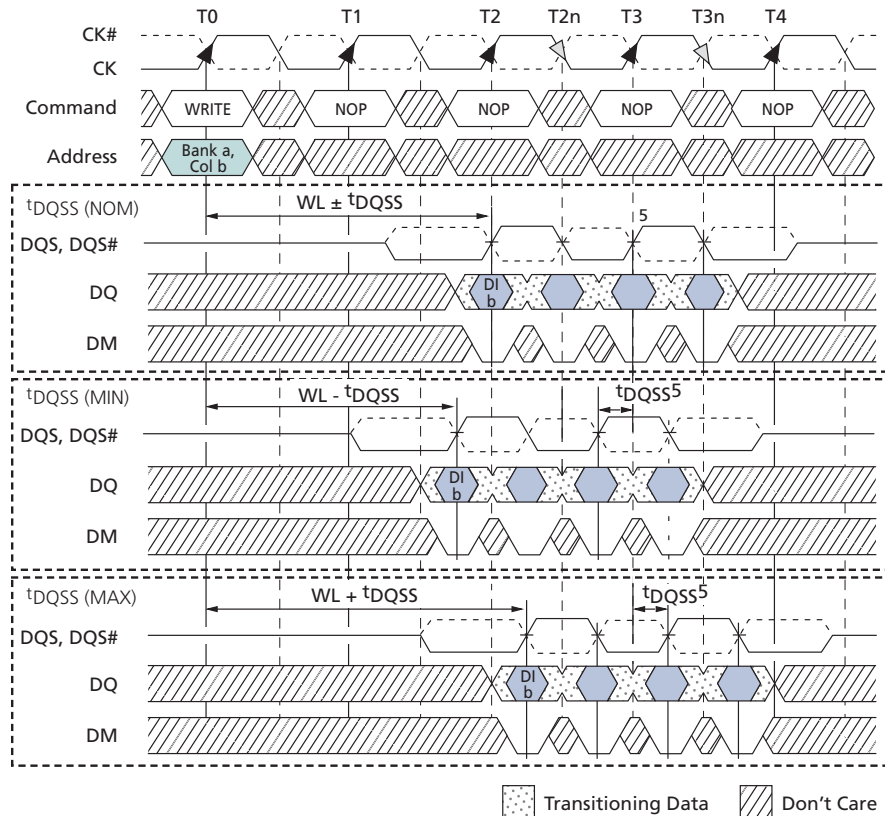 T0 T1 T2 T2n T3 T3n T4
CK#
CK
Command WRITE NOP NOP NOP NOP
Address Bank a,
Col b
tDQSS (NOM) WL ± tDQSS 5
DQS, DQS#
DQ DI
b
DM
tDQSS (MIN) WL - tDQSS tDQSS5
DQS, DQS#
DQ DI
b
DM
tDQSS (MAX) WL + tDQSS tDQSS5
DQS, DQS#
DQ DI
b
DM
Transitioning Data Don't Care